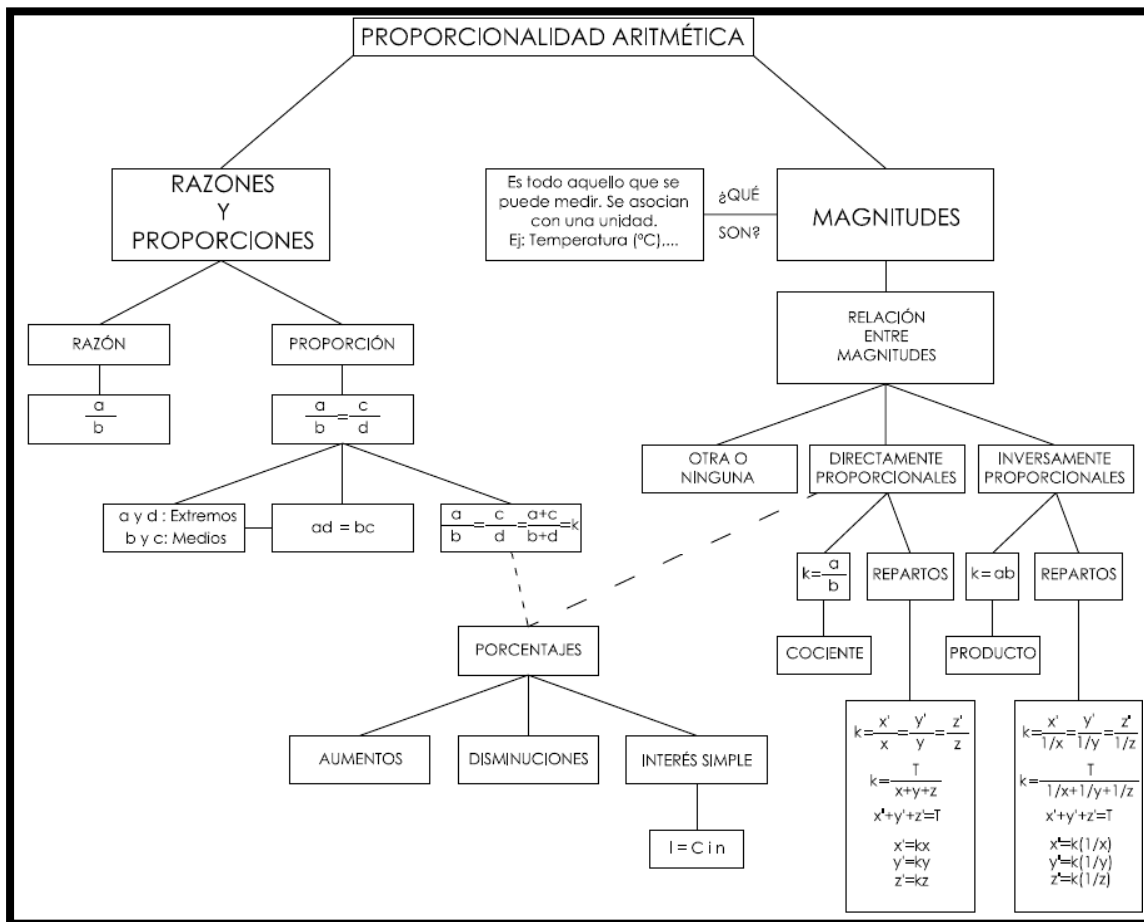 PROPORCIONALIDAD ARITMÉTICA
RAZONES
Y
PROPORCIONES
Es todo aquello que se
puede medir. Se asocian
con una unidad.
Ej: Temperatura (ºC),...
¿QUÉ
SON?
MAGNITUDES
RAZÓN
PROPORCIÓN
RELACIÓN
ENTRE
MAGNITUDES
a/b
a/b = c/d
OTRA O
NINGUNA
DIRECTAMENTE
PROPORCIONALES
INVERSAMENTE
PROPORCIONALES
a y d : Extremos
b y c: Medios
ad = bc
a/b = c/d = a+c/b+d = k
k = a/b
REPARTOS
k = ab
REPARTOS
COCIENTE
PRODUCTO
PORCENTAJES
AUMENTOS
DISMINUCIONES
INTERÉS SIMPLE
I = C i n
k = x'/x = y'/y = z'/z
k = T/x+y+z
x'+y'+z'=T
x'=kx
y'=ky
z'=kz
k = x'/1/x = y'/1/y = z'/1/z
k = T/1/x+1/y+1/z
x'+y'+z'=T
x'=k(1/x)
y'=k(1/y)
z'=k(1/z)